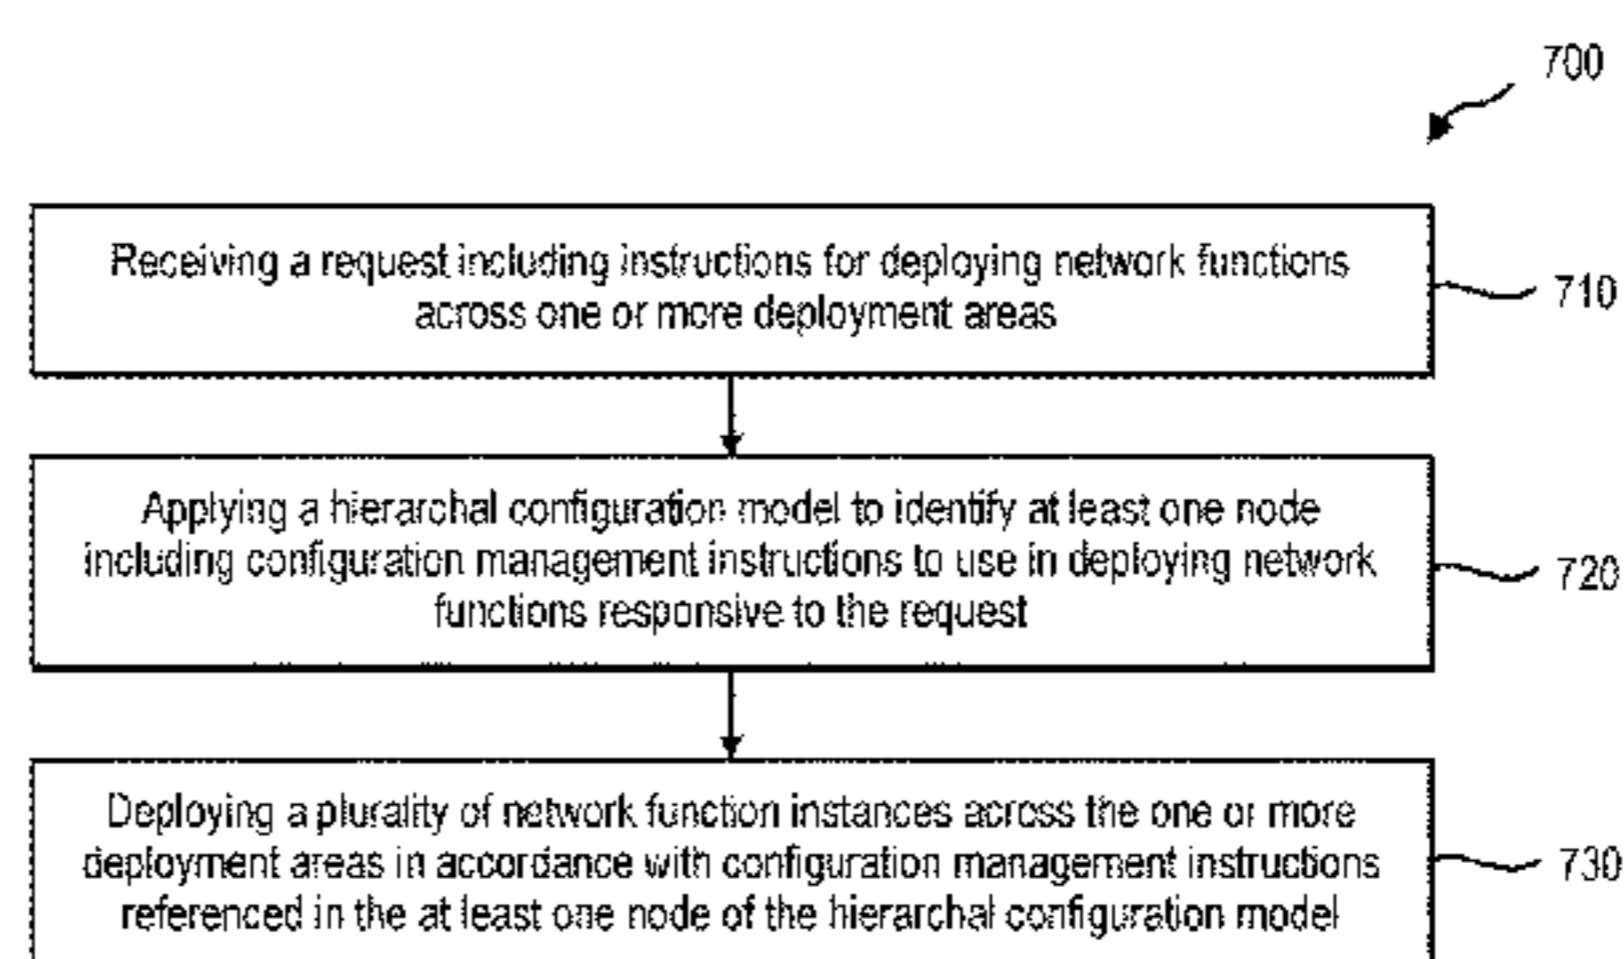 700
Receiving a request including instructions for deploying network functions
across one or more deployment areas
710
Applying a hierarchal configuration model to identify at least one node
including configuration management instructions to use in deploying network
functions responsive to the request
720
Deploying a plurality of network function instances across the one or more
deployment areas in accordance with configuration management instructions
referenced in the at least one node of the hierarchal configuration model
730